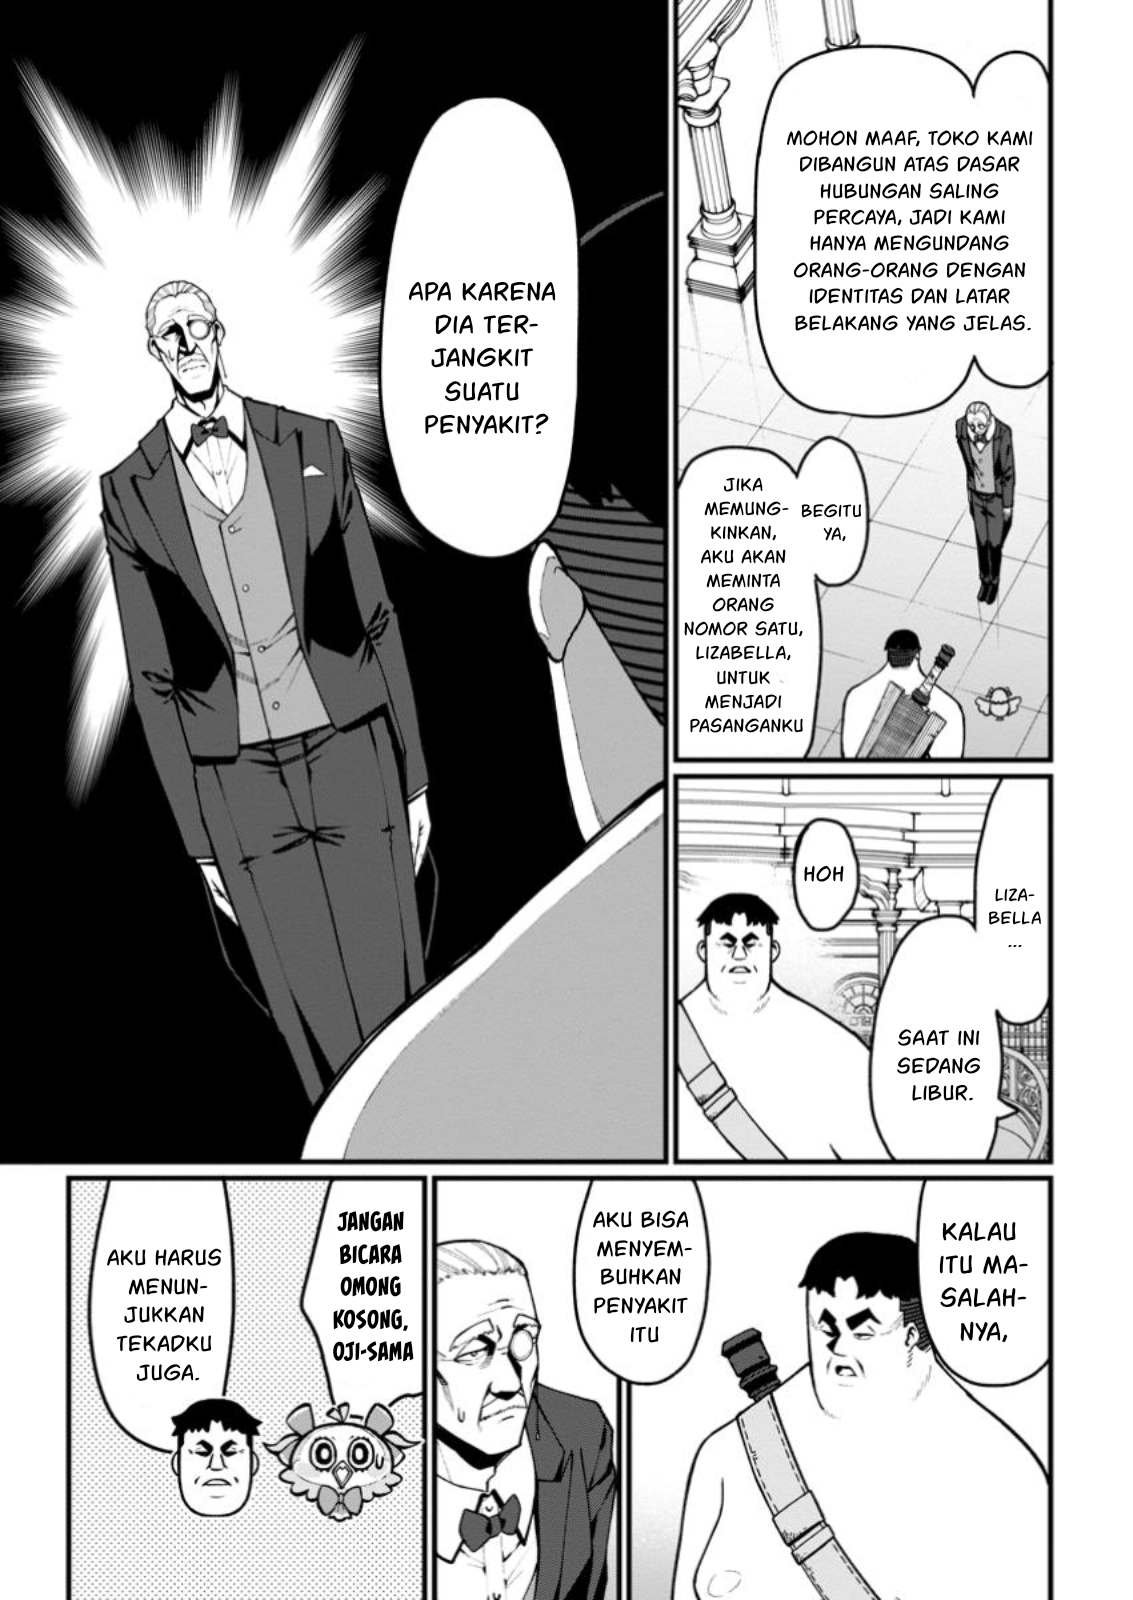 MOHON MAAF, TOKO KAMI
DIBANGUN ATAS DASAR
HUBUNGAN SALING
PERCAYA, JADI KAMI
HANYA MENGUNDANG
ORANG-ORANG DENGAN
IDENTITAS DAN LATAR
BELAKANG YANG JELAS.
BEGITU
YA,
JIKA
MEMUNG-
KINKAN,
AKU AKAN
MEMINTA
ORANG
NOMOR SATU,
LIZABELLA,
UNTUK
MENJADI
PASANGANKU
LIZA-
BELLA
...
SAAT INI
SEDANG
LIBUR.
HOH
APA KARENA
DIA TER-
JANGKIT
SUATU
PENYAKIT?
KALAU
ITU MA-
SALAH-
NYA,
AKU BISA
MENYEM-
BUHKAN
PENYAKIT
ITU
JANGAN
BICARA
OMONG
KOSONG,
OJI-SAMA
AKU HARUS
MENUN-
JUKKAN
TEKADKU
JUGA.